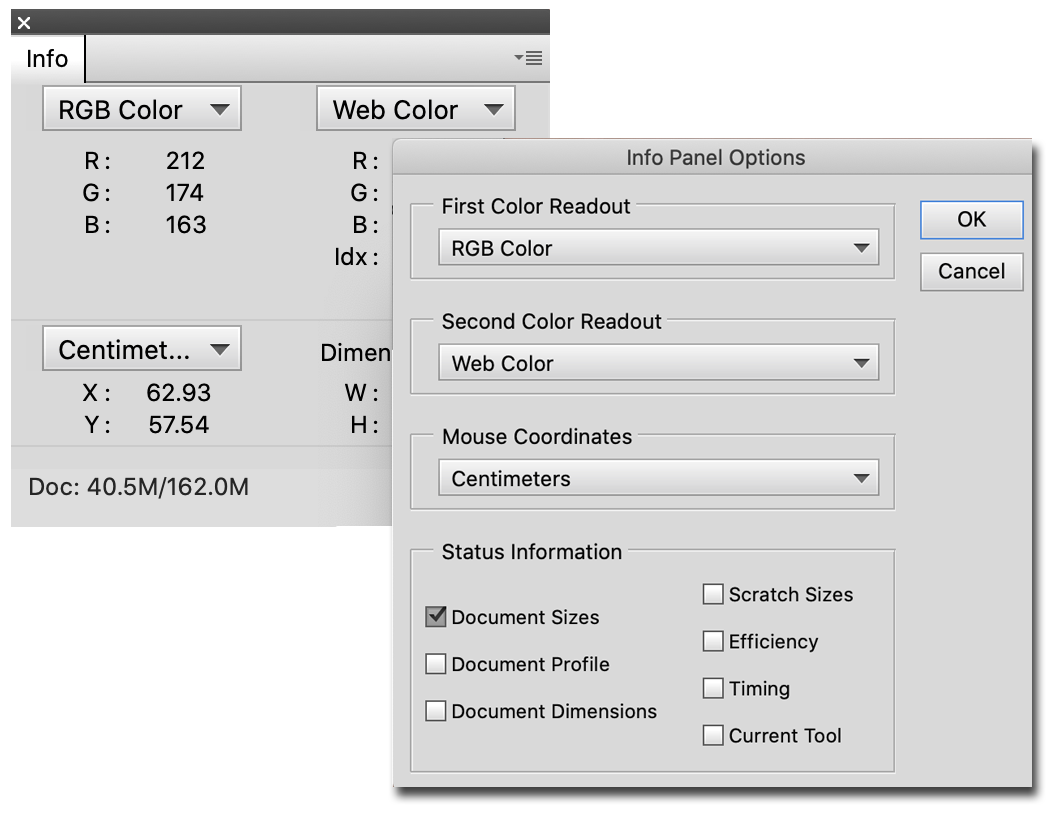 Info
RGB Color
Web Color
R: 212
G: 174
B: 163
R:
G:
B:
Idx:
Centimet...
X: 62.93
Y: 57.54
Dimen
W:
H:
Doc: 40.5M/162.0M
Info Panel Options
First Color Readout
RGB Color
OK
Cancel
Second Color Readout
Web Color
Mouse Coordinates
Centimeters
Status Information
Document Sizes
Document Profile
Document Dimensions
Scratch Sizes
Efficiency
Timing
Current Tool